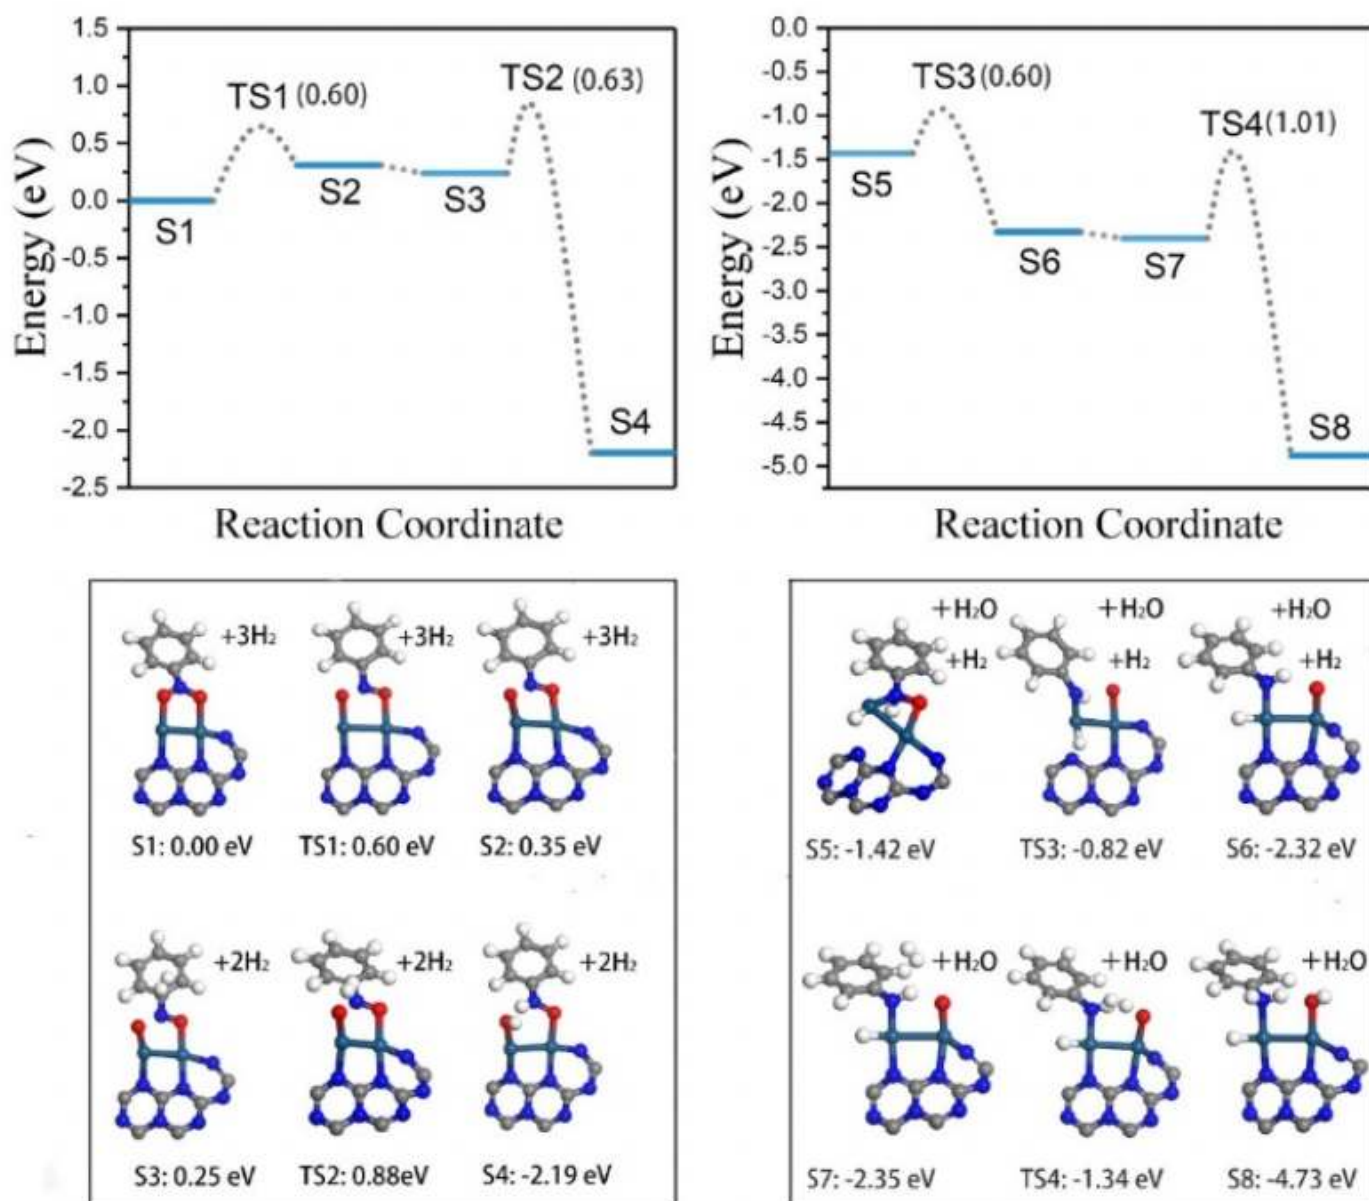 1.5
1.0
0.5
0.0
-0.5
-1.0
-1.5
-2.0
-2.5
Energy (eV)
TS1 (0.60)
TS2 (0.63)
S1
S2
S3
S4
Reaction Coordinate
0.0
-0.5
-1.0
-1.5
-2.0
-2.5
-3.0
-3.5
-4.0
-4.5
-5.0
Energy (eV)
TS3 (0.60)
TS4 (1.01)
S5
S6
S7
S8
Reaction Coordinate
+3H₂ +3H₂ +3H₂
S1: 0.00 eV TS1: 0.60 eV S2: 0.35 eV
+2H₂ +2H₂ +2H₂
S3: 0.25 eV TS2: 0.88eV S4: -2.19 eV
+H₂O +H₂O +H₂O
+H₂ +H₂ +H₂
S5: -1.42 eV TS3: -0.82 eV S6: -2.32 eV
+H₂O +H₂O +H₂O
S7: -2.35 eV TS4: -1.34 eV S8: -4.73 eV